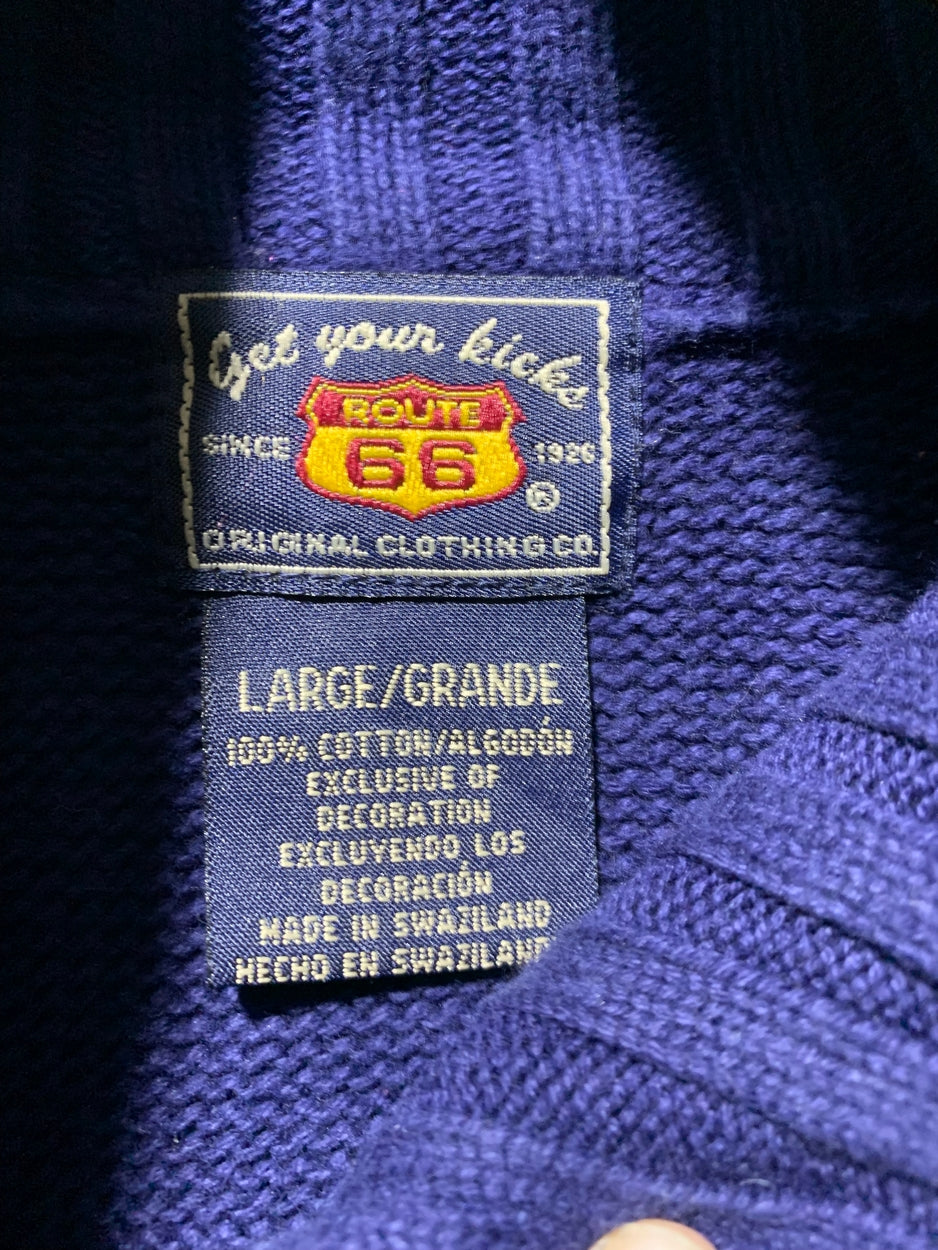 Get your kicks
ROUTE
SINCE 66 1926
®
ORIGINAL CLOTHING CO.
LARGE/GRANDE
100% COTTON/ALGODÓN
EXCLUSIVE OF
DECORATION
EXCLUYENDO LOS
DECORACIÓN
MADE IN SWAZILAND
HECHO EN SWAZILAND